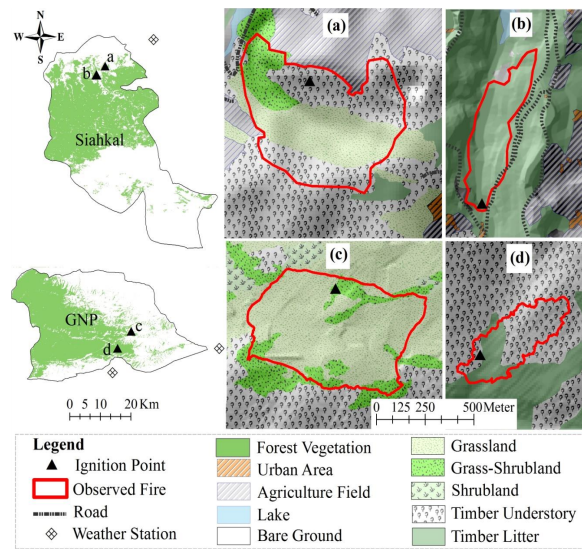 N
W E
S
a
b
Siahkal
GNP
c
d
0 10 20 Km
(a)
(b)
(c)
(d)
0 125 250 500 Meter
Legend
Ignition Point
Observed Fire
Road
Weather Station
Forest Vegetation
Urban Area
Agriculture Field
Lake
Bare Ground
Grassland
Grass-Shrubland
Shrubland
Timber Understory
Timber Litter